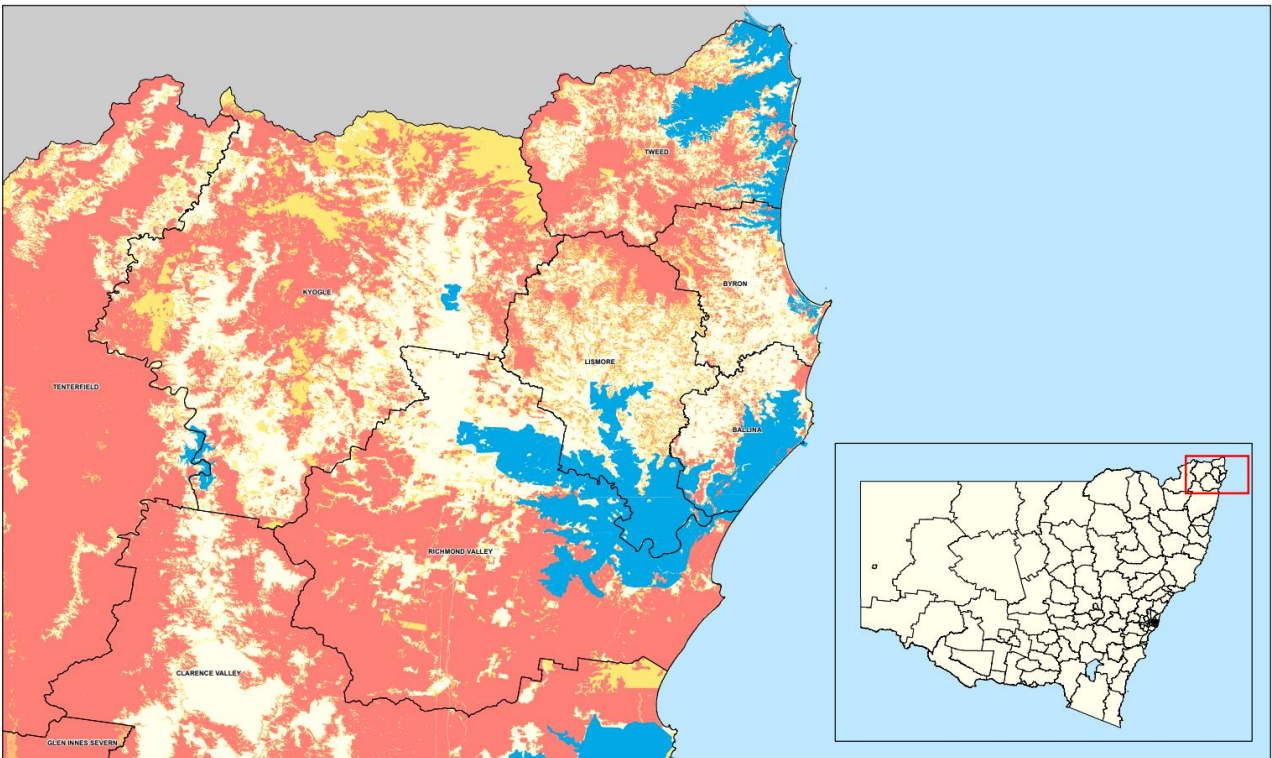 TWEED
BYRON
KYOGLE
LISMORE
TENTERFIELD
BALLINA
RICHMOND VALLEY
CLARENCE VALLEY
GLEN INNES SEVERN